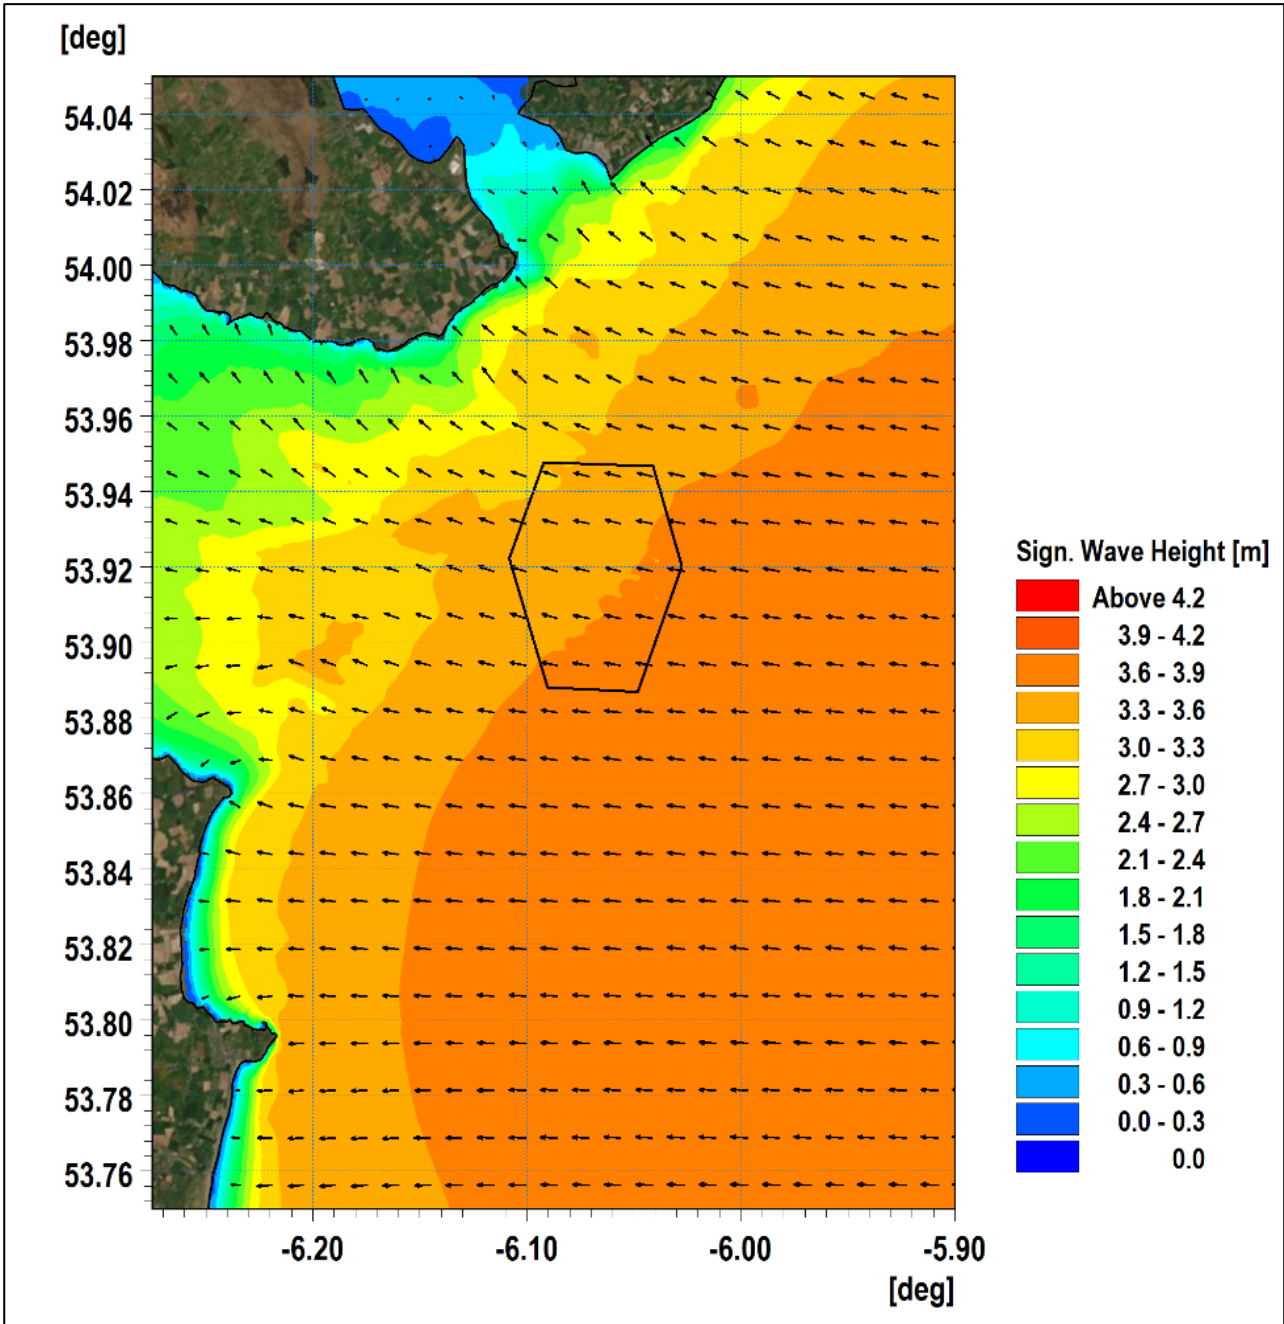 [deg]
54.04
54.02
54.00
53.98
53.96
53.94
53.92
53.90
53.88
53.86
53.84
53.82
53.80
53.78
53.76
-6.20 -6.10 -6.00 -5.90
[deg]
Sign. Wave Height [m]
Above 4.2
3.9 - 4.2
3.6 - 3.9
3.3 - 3.6
3.0 - 3.3
2.7 - 3.0
2.4 - 2.7
2.1 - 2.4
1.8 - 2.1
1.5 - 1.8
1.2 - 1.5
0.9 - 1.2
0.6 - 0.9
0.3 - 0.6
0.0 - 0.3
0.0